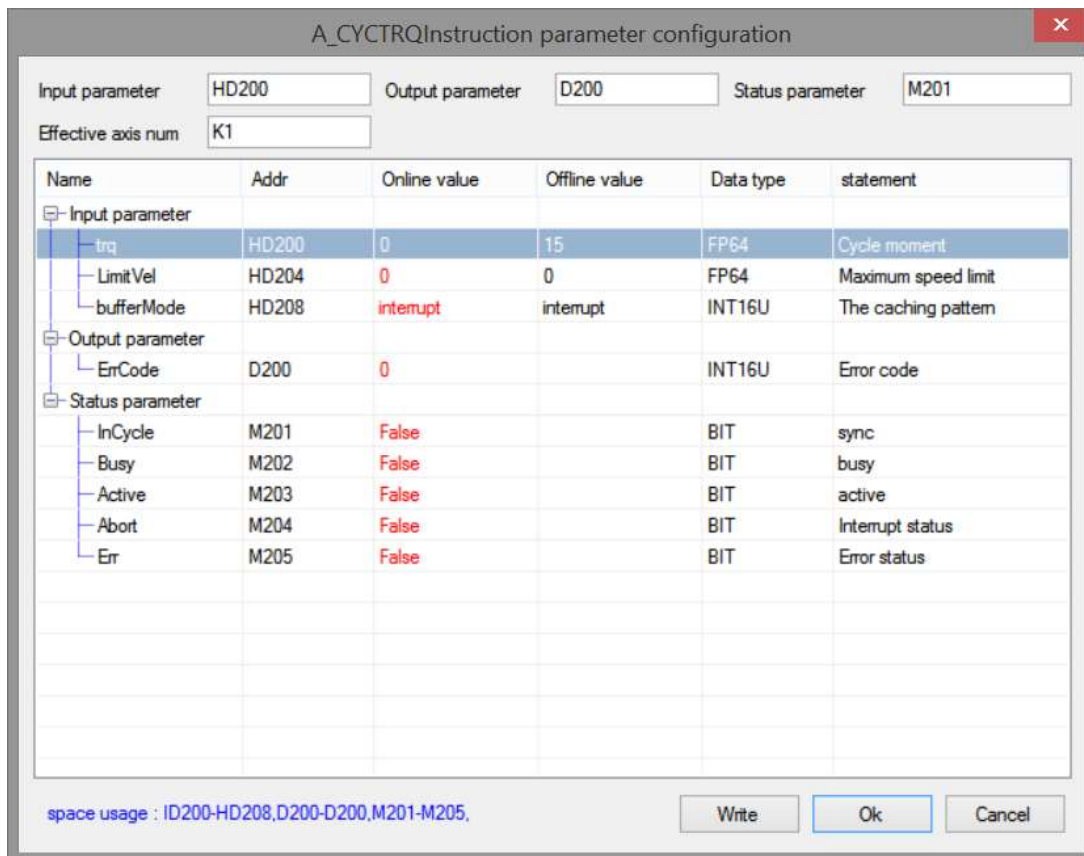 A_CYCTRQInstruction parameter configuration
Input parameter HD200 Output parameter D200 Status parameter M201
Effective axis num K1
Name Addr Online value Offline value Data type statement
Input parameter
trq HD200 0 15 FP64 Cycle moment
LimitVel HD204 0 0 FP64 Maximum speed limit
bufferMode HD208 interrupt interrupt INT16U The caching pattern
Output parameter
ErrCode D200 0 INT16U Error code
Status parameter
InCycle M201 False BIT sync
Busy M202 False BIT busy
Active M203 False BIT active
Abort M204 False BIT Interrupt status
Err M205 False BIT Error status
space usage : ID200-HD208,D200-D200,M201-M205,
Write Ok Cancel